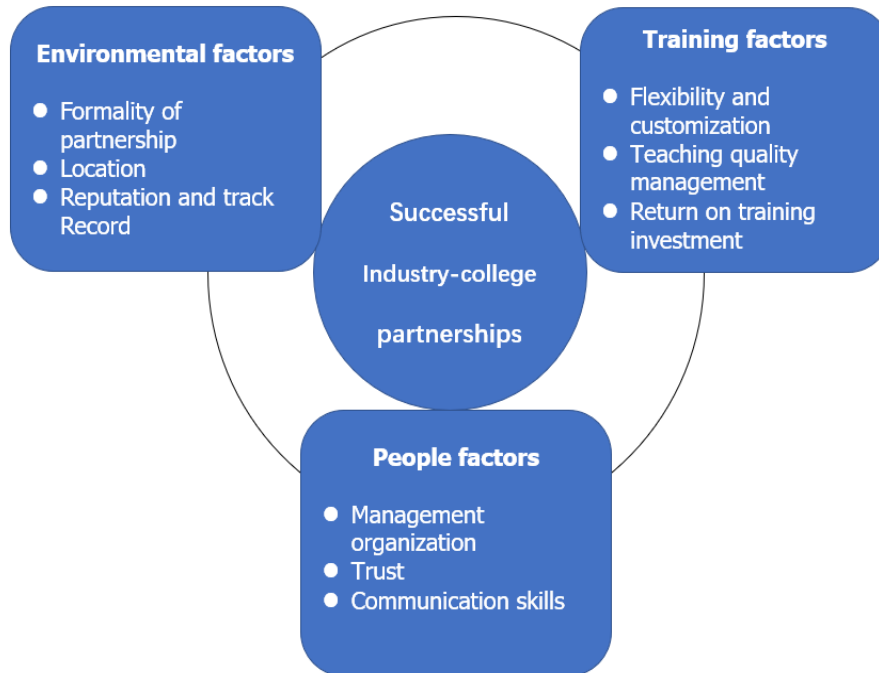 Environmental factors
● Formality of
partnership
● Location
● Reputation and track
Record
Training factors
● Flexibility and
customization
● Teaching quality
management
● Return on training
investment
Successful
Industry-college
partnerships
People factors
● Management
organization
● Trust
● Communication skills